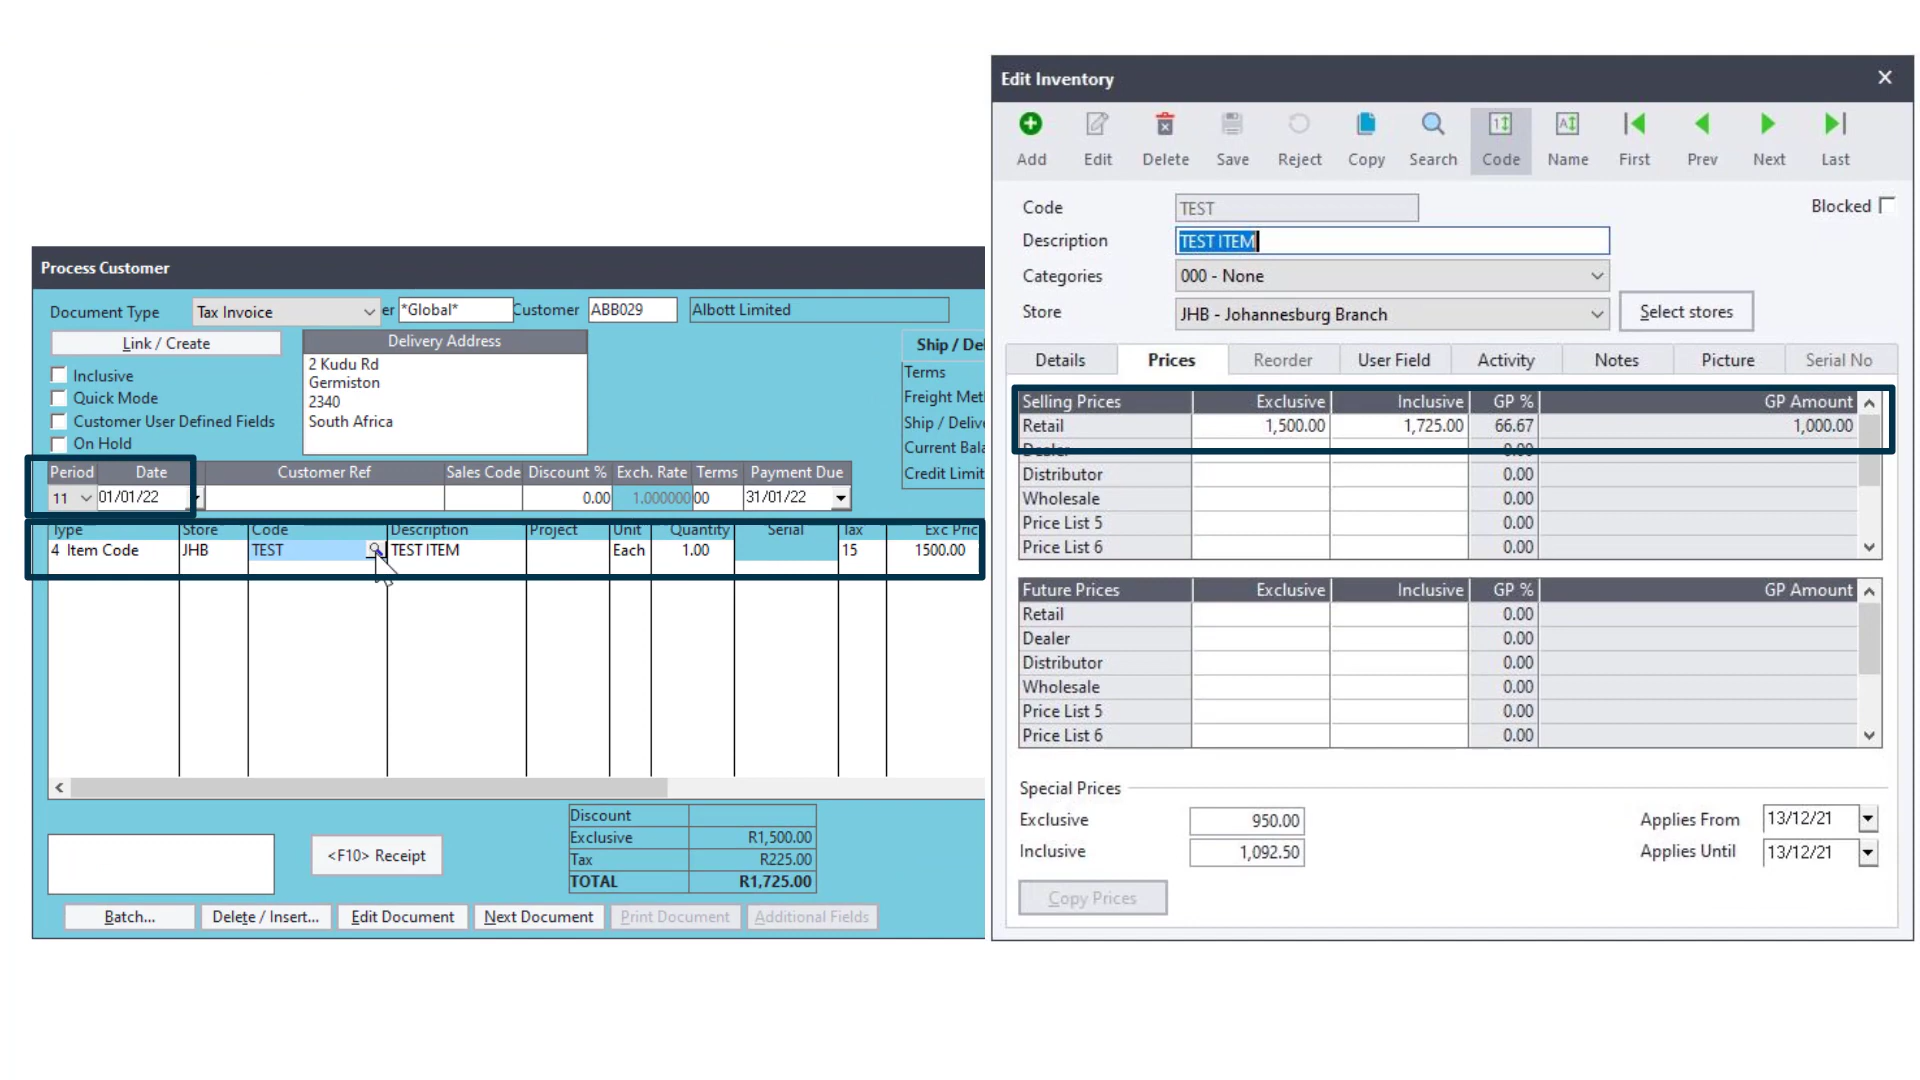 Process Customer
Document Type Tax Invoice er *Global* Customer ABB029 Albott Limited
Link / Create
Inclusive
Quick Mode
Customer User Defined Fields
On Hold
Delivery Address
2 Kudu Rd
Germiston
2340
South Africa
Ship / Del
Terms
Freight Met
Ship / Delive
Current Bala
Credit Limit
Period Date Customer Ref Sales Code Discount % Exch. Rate Terms Payment Due
11 01/01/22 0.00 1.000000 00 31/01/22
Type Store Code Description Project Unit Quantity Serial Tax Exc Pric
4 Item Code JHB TEST TEST ITEM Each 1.00 15 1500.00
<F10> Receipt
Discount
Exclusive R1,500.00
Tax R225.00
TOTAL R1,725.00
Batch... Delete / Insert... Edit Document Next Document Print Document Additional Fields
Edit Inventory
Add Edit Delete Save Reject Copy Search Code Name First Prev Next Last
Code TEST Blocked
Description TEST ITEM
Categories 000 - None
Store JHB - Johannesburg Branch Select stores
Details Prices Reorder User Field Activity Notes Picture Serial No
Selling Prices Exclusive Inclusive GP % GP Amount
Retail 1,500.00 1,725.00 66.67 1,000.00
Dealer 0.00
Distributor 0.00
Wholesale 0.00
Price List 5 0.00
Price List 6 0.00
Future Prices Exclusive Inclusive GP % GP Amount
Retail 0.00
Dealer 0.00
Distributor 0.00
Wholesale 0.00
Price List 5 0.00
Price List 6 0.00
Special Prices
Exclusive 950.00 Applies From 13/12/21
Inclusive 1,092.50 Applies Until 13/12/21
Copy Prices